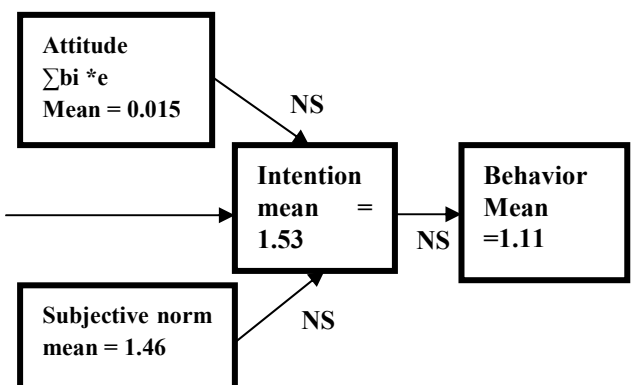 Attitude
∑bi *e
Mean = 0.015
NS
Intention
mean =
1.53
NS
Behavior
Mean
=1.11
Subjective norm
mean = 1.46
NS